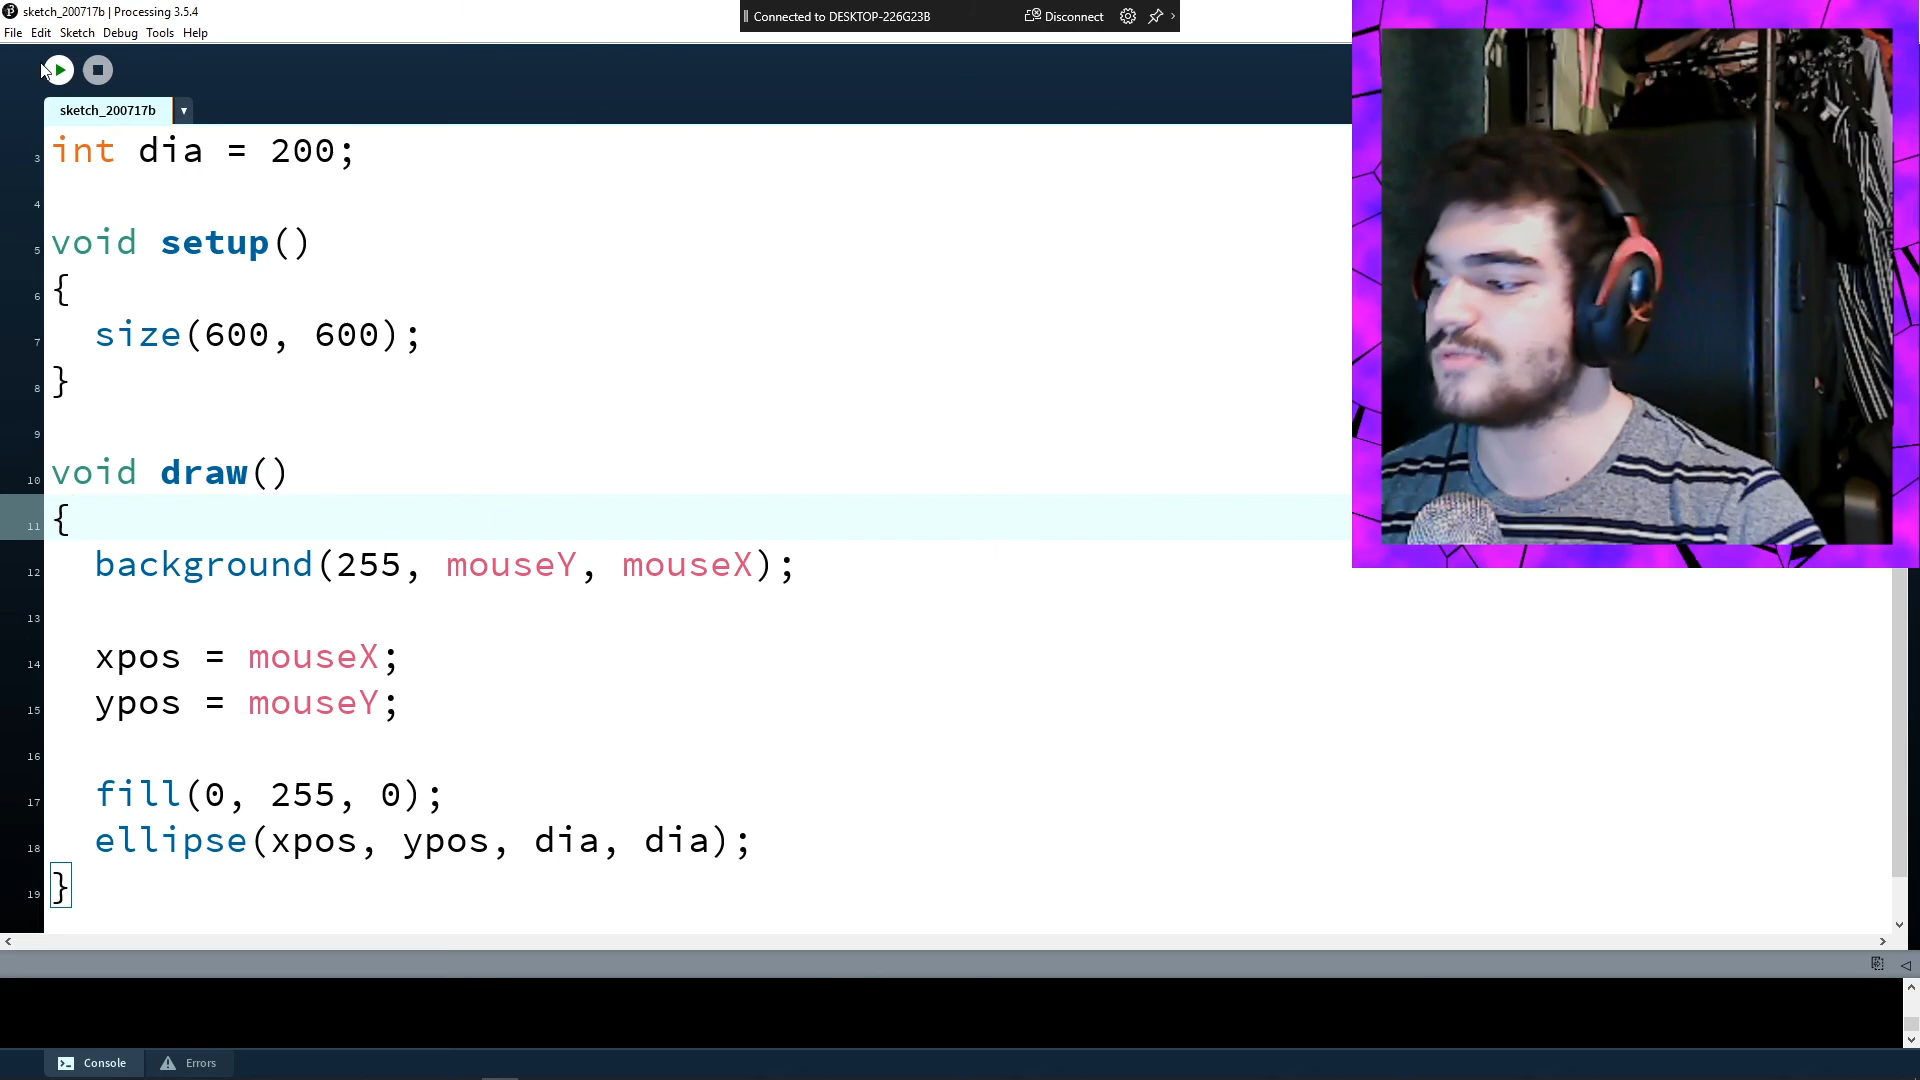 sketch_200717b | Processing 3.5.4
Connected to DESKTOP-226G23B Disconnect
File Edit Sketch Debug Tools Help
sketch_200717b
3 int dia = 200;
4
5 void setup()
6 {
7 size(600, 600);
8 }
9
10 void draw()
11 {
12 background(255, mouseY, mouseX);
13
14 xpos = mouseX;
15 ypos = mouseY;
16
17 fill(0, 255, 0);
18 ellipse(xpos, ypos, dia, dia);
19 }
Console Errors